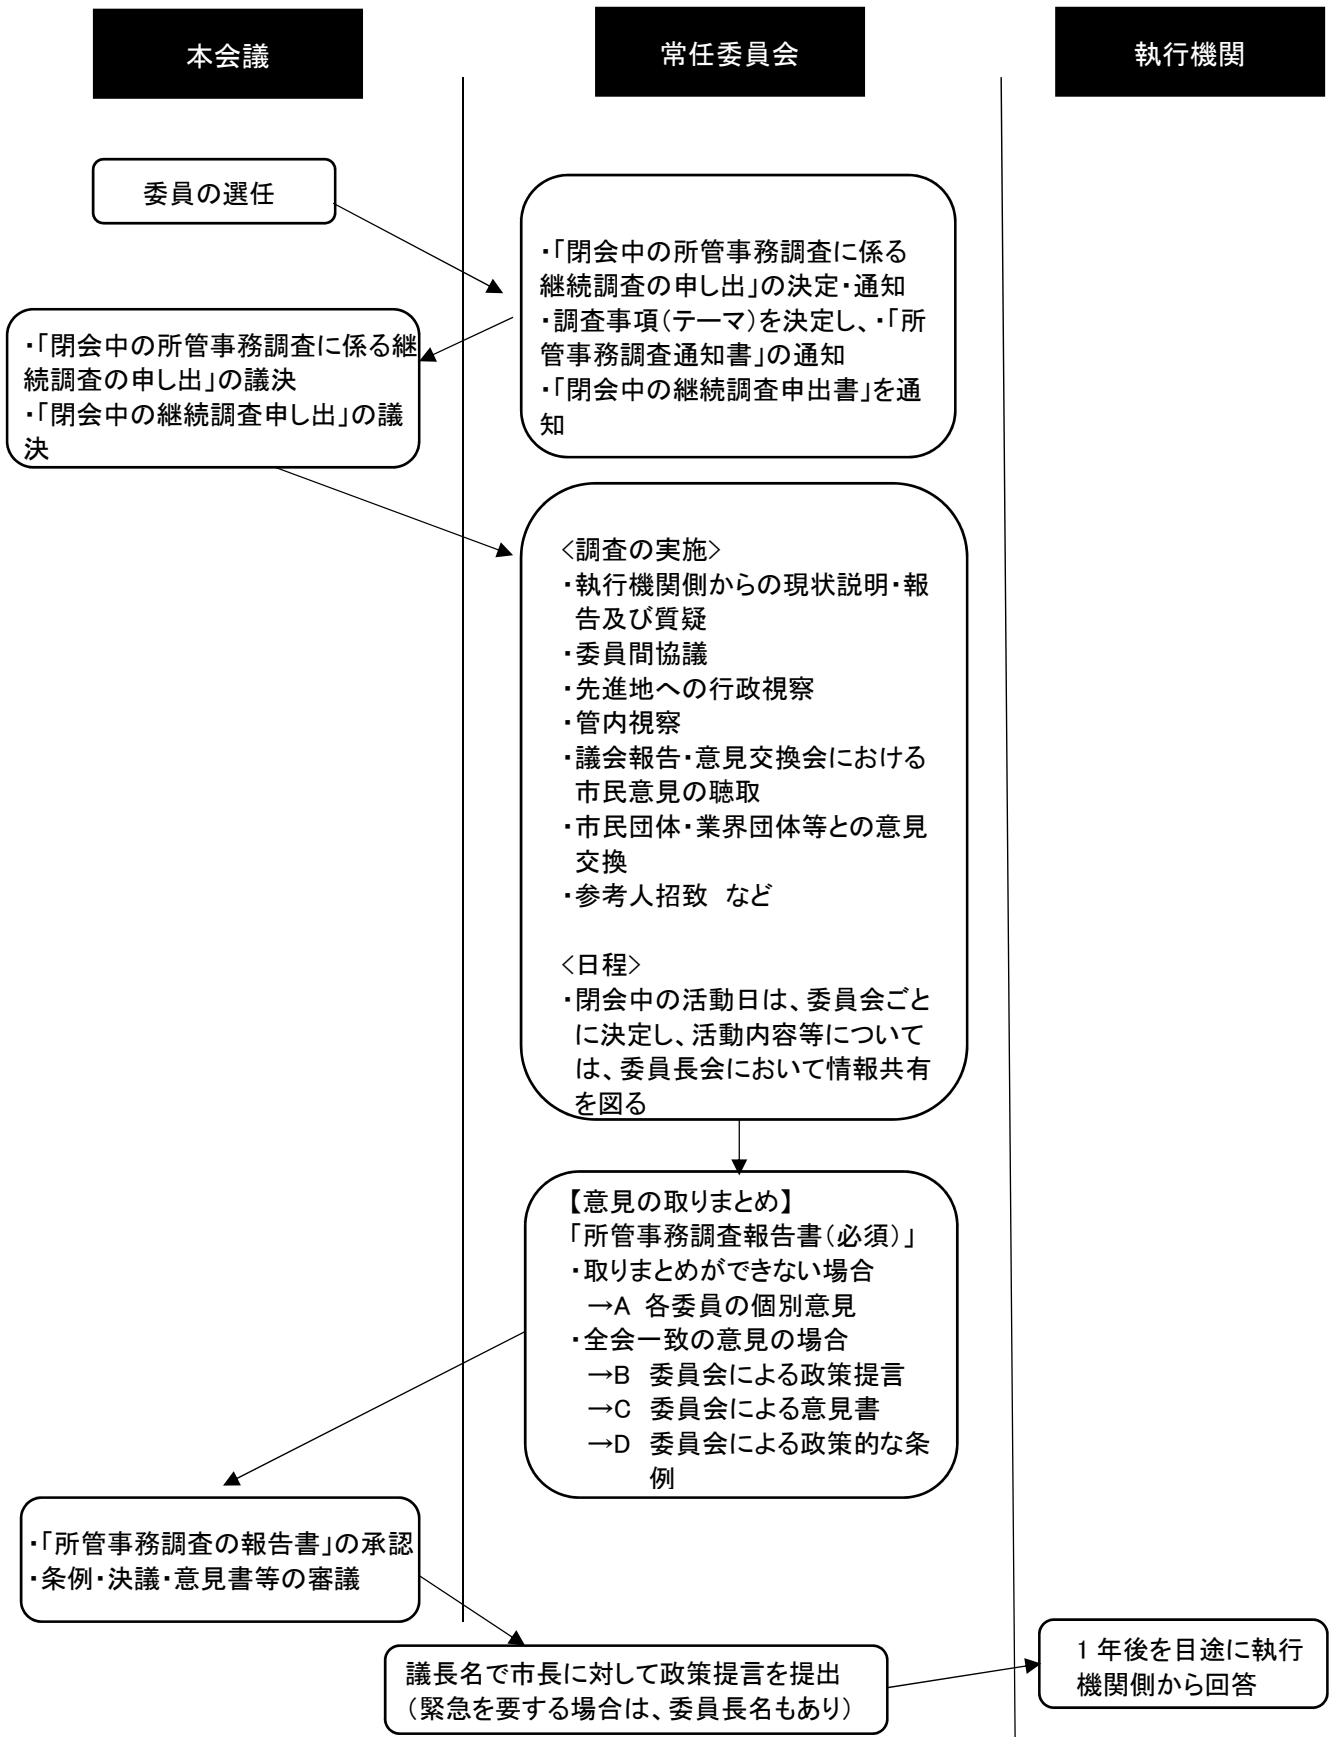 本会議
常任委員会
執行機関
委員の選任
・「閉会中の所管事務調査に係る
継続調査の申し出」の決定・通知
・調査事項（テーマ）を決定し、・「所
管事務調査通知書」の通知
・「閉会中の継続調査申出書」を通
知
・「閉会中の所管事務調査に係る継
続調査の申し出」の議決
・「閉会中の継続調査申し出」の議
決
<調査の実施>
・執行機関側からの現状説明・報
告及び質疑
・委員間協議
・先進地への行政視察
・管内視察
・議会報告・意見交換会における
市民意見の聴取
・市民団体・業界団体等との意見
交換
・参考人招致　など
<日程>
・閉会中の活動日は、委員会ごと
に決定し、活動内容等について
は、委員長会において情報共有
を図る
【意見の取りまとめ】
「所管事務調査報告書（必須）」
・取りまとめができない場合
→A 各委員の個別意見
・全会一致の意見の場合
→B　委員会による政策提言
→C　委員会による意見書
→D　委員会による政策的な条
例
・「所管事務調査の報告書」の承認
・条例・決議・意見書等の審議
議長名で市長に対して政策提言を提出
（緊急を要する場合は、委員長名もあり）
1 年後を目途に執行
機関側から回答